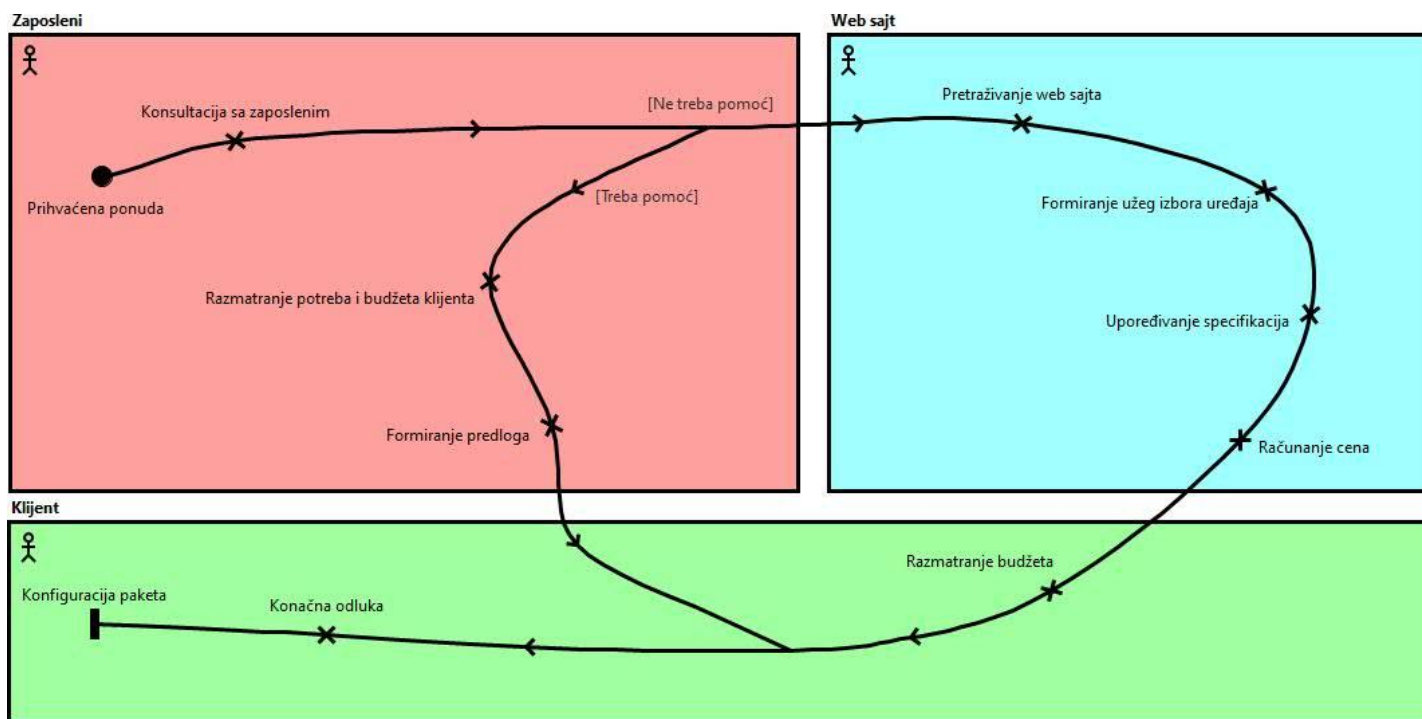 Zaposleni
Web sajt
Konsultacija sa zaposlenim
[Ne treba pomoć]
Pretraživanje web sajta
Prihvaćena ponuda
[Treba pomoć]
Formiranje užeg izbora uređaja
Razmatranje potreba i budžeta klijenta
Upoređivanje specifikacija
Formiranje predloga
Računanje cena
Klijent
Razmatranje budžeta
Konfiguracija paketa
Konačna odluka